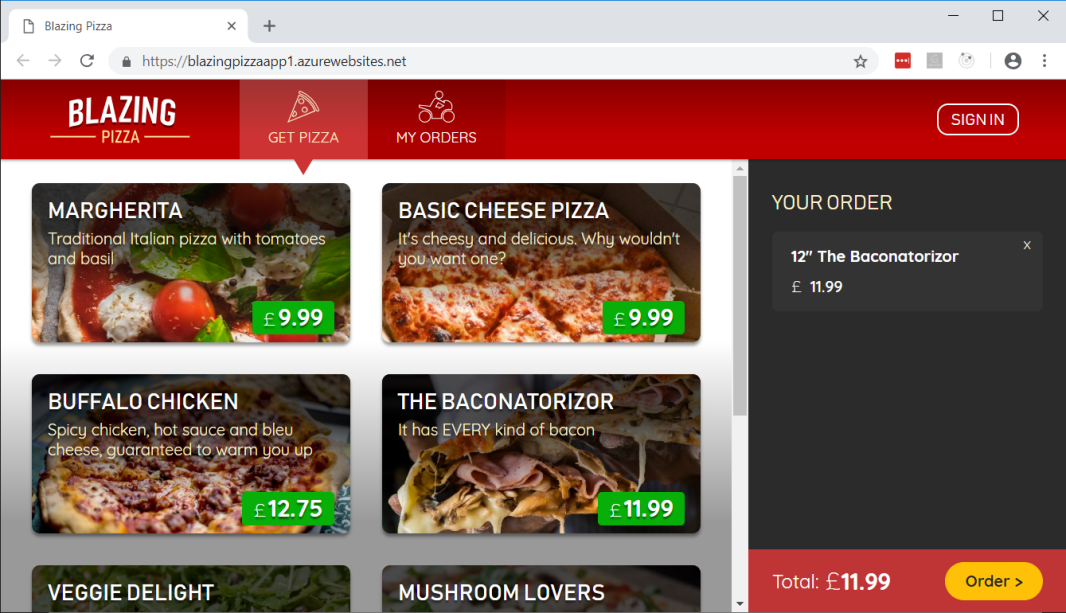 Blazing Pizza
https://blazingpizzaapp1.azurewebsites.net
BLAZING
PIZZA
GET PIZZA
MY ORDERS
SIGN IN
MARGHERITA
Traditional Italian pizza with tomatoes
and basil
£ 9.99
BASIC CHEESE PIZZA
It's cheesy and delicious. Why wouldn't
you want one?
£ 9.99
BUFFALO CHICKEN
Spicy chicken, hot sauce and bleu
cheese, guaranteed to warm you up
£ 12.75
THE BACONATORIZOR
It has EVERY kind of bacon
£ 11.99
VEGGIE DELIGHT
MUSHROOM LOVERS
YOUR ORDER
x
12" The Baconatorizor
£ 11.99
Total: £11.99
Order >